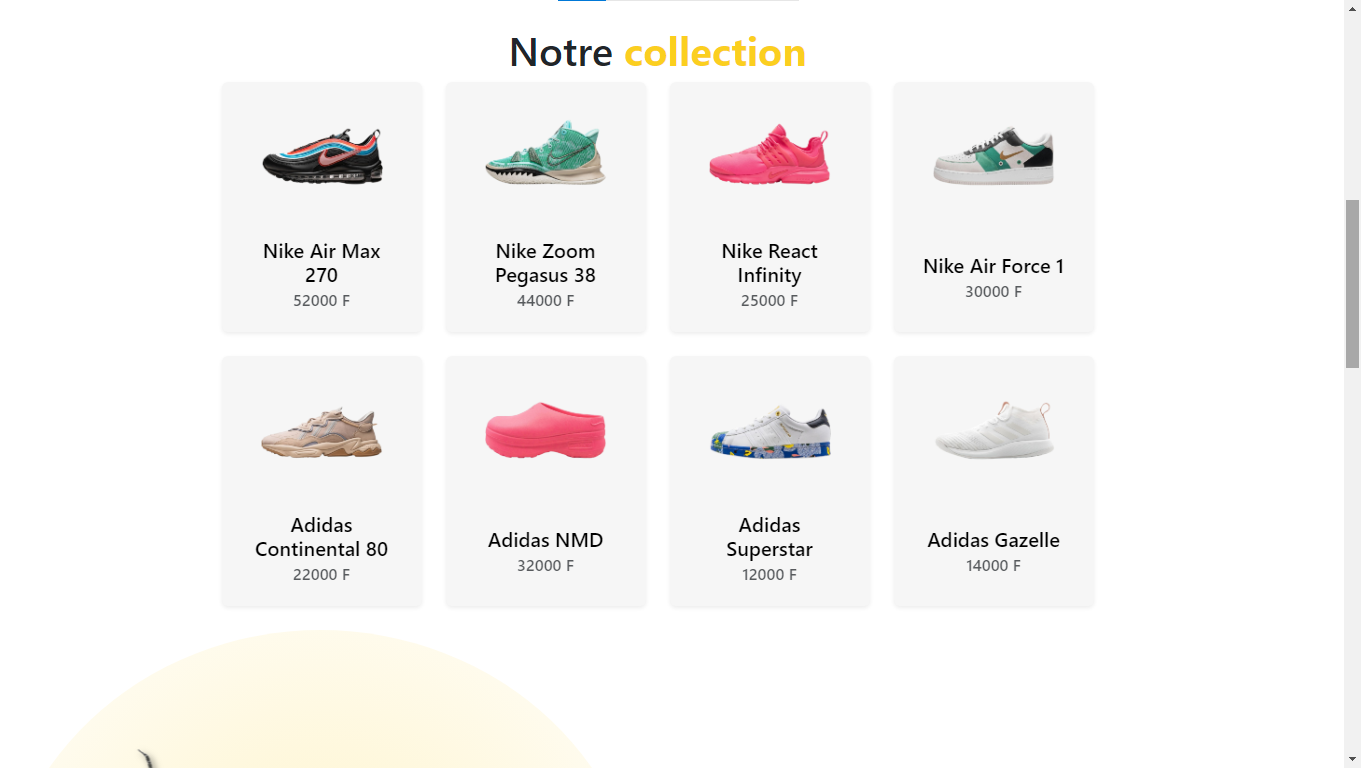 Notre collection
Nike Air Max
270
52000 F
Nike Zoom
Pegasus 38
44000 F
Nike React
Infinity
25000 F
Nike Air Force 1
30000 F
Adidas
Continental 80
22000 F
Adidas NMD
32000 F
Adidas
Superstar
12000 F
Adidas Gazelle
14000 F